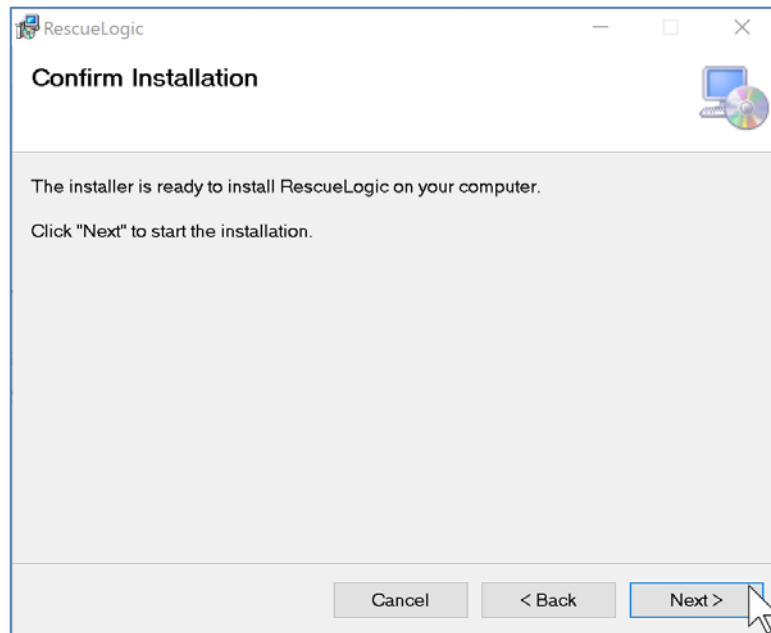 RescueLogic
Confirm Installation
The installer is ready to install RescueLogic on your computer.
Click "Next" to start the installation.
Cancel
< Back
Next >